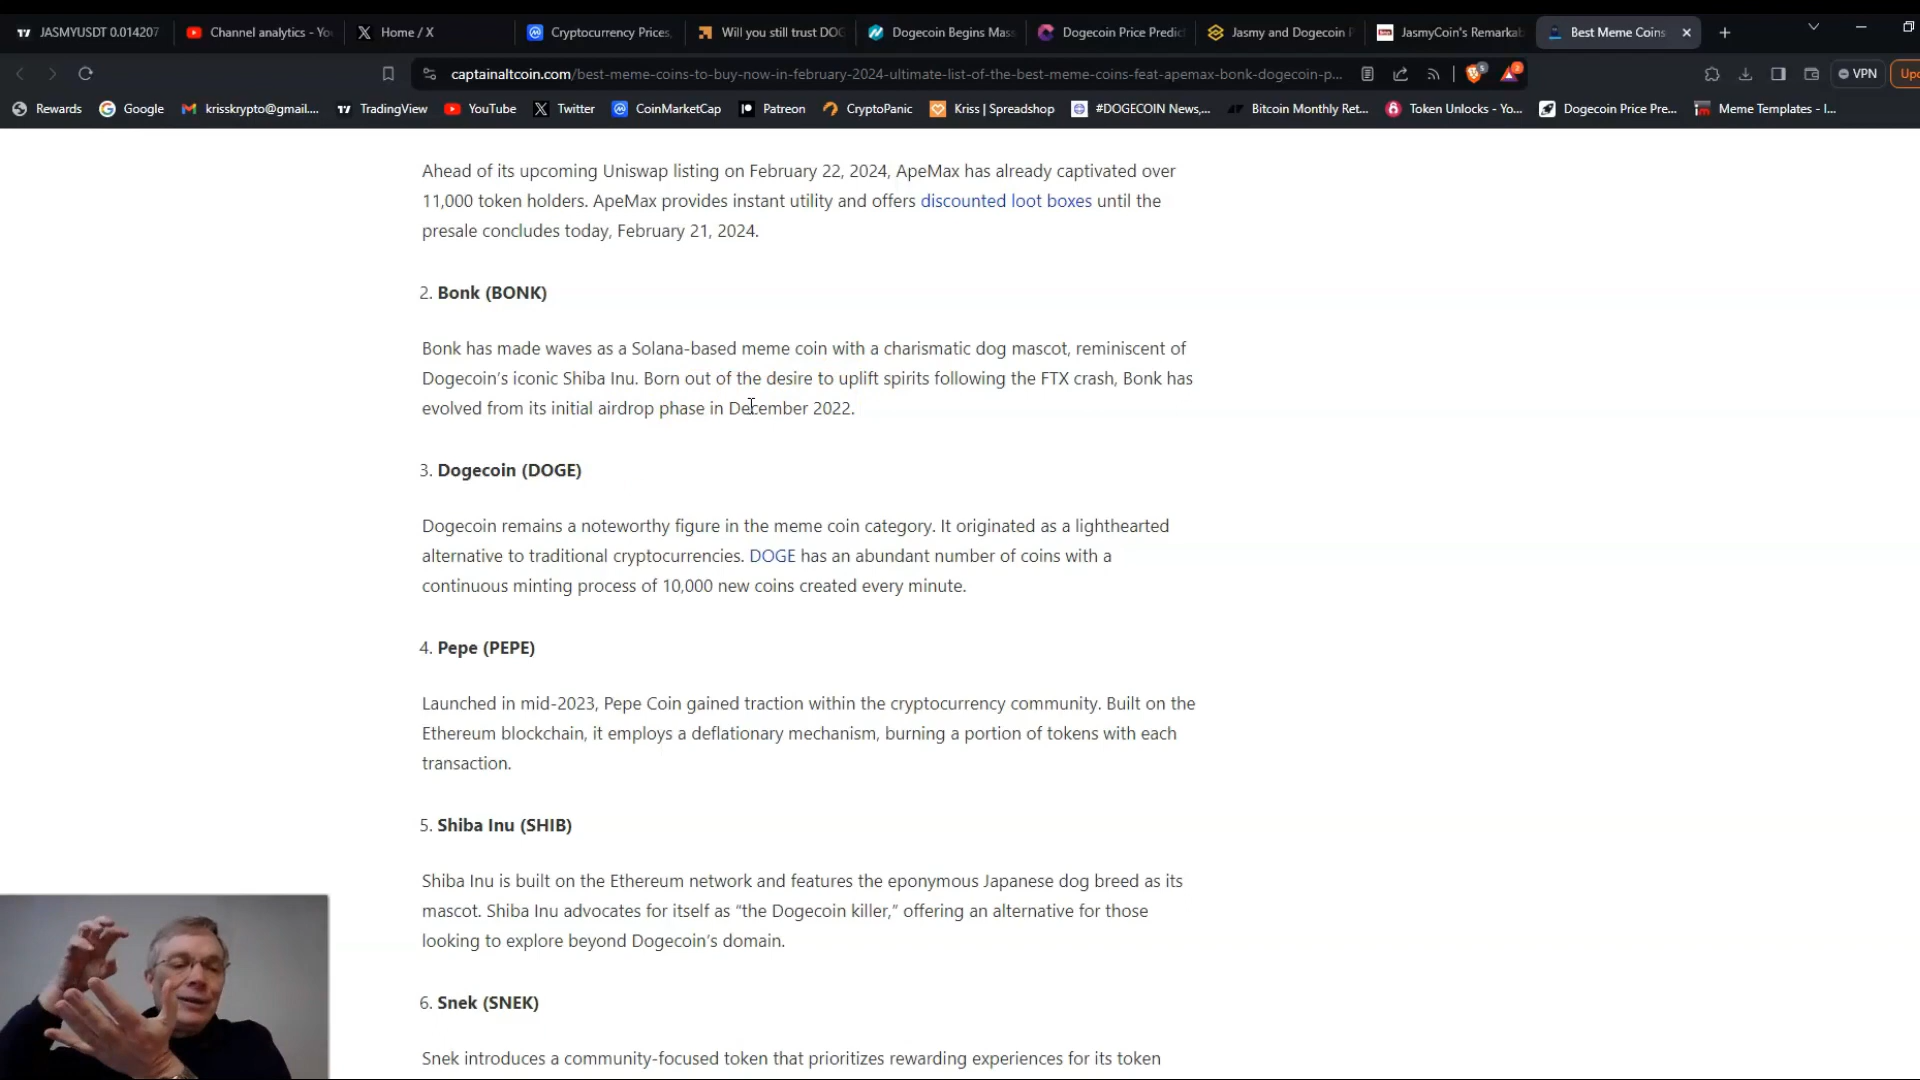 JASMYUSDT 0.014207
Channel analytics - Yo
Home / X
Cryptocurrency Prices,
Will you still trust DOG
Dogecoin Begins Mas
Dogecoin Price Predic
Jasmy and Dogecoin P
JasmyCoin's Remarkab
Best Meme Coins
captainaltcoin.com/best-meme-coins-to-buy-now-in-february-2024-ultimate-list-of-the-best-meme-coins-feat-apemax-bonk-dogecoin-p...
5
2
VPN
Upd
Rewards
Google
krisskrypto@gmail....
TradingView
YouTube
Twitter
CoinMarketCap
Patreon
CryptoPanic
Kriss | Spreadshop
#DOGECOIN News,...
Bitcoin Monthly Ret...
Token Unlocks - Yo...
Dogecoin Price Pre...
Meme Templates - I...
Ahead of its upcoming Uniswap listing on February 22, 2024, ApeMax has already captivated over
11,000 token holders. ApeMax provides instant utility and offers discounted loot boxes until the
presale concludes today, February 21, 2024.
2. Bonk (BONK)
Bonk has made waves as a Solana-based meme coin with a charismatic dog mascot, reminiscent of
Dogecoin’s iconic Shiba Inu. Born out of the desire to uplift spirits following the FTX crash, Bonk has
evolved from its initial airdrop phase in December 2022.
3. Dogecoin (DOGE)
Dogecoin remains a noteworthy figure in the meme coin category. It originated as a lighthearted
alternative to traditional cryptocurrencies. DOGE has an abundant number of coins with a
continuous minting process of 10,000 new coins created every minute.
4. Pepe (PEPE)
Launched in mid-2023, Pepe Coin gained traction within the cryptocurrency community. Built on the
Ethereum blockchain, it employs a deflationary mechanism, burning a portion of tokens with each
transaction.
5. Shiba Inu (SHIB)
Shiba Inu is built on the Ethereum network and features the eponymous Japanese dog breed as its
mascot. Shiba Inu advocates for itself as “the Dogecoin killer,” offering an alternative for those
looking to explore beyond Dogecoin’s domain.
6. Snek (SNEK)
Snek introduces a community-focused token that prioritizes rewarding experiences for its token